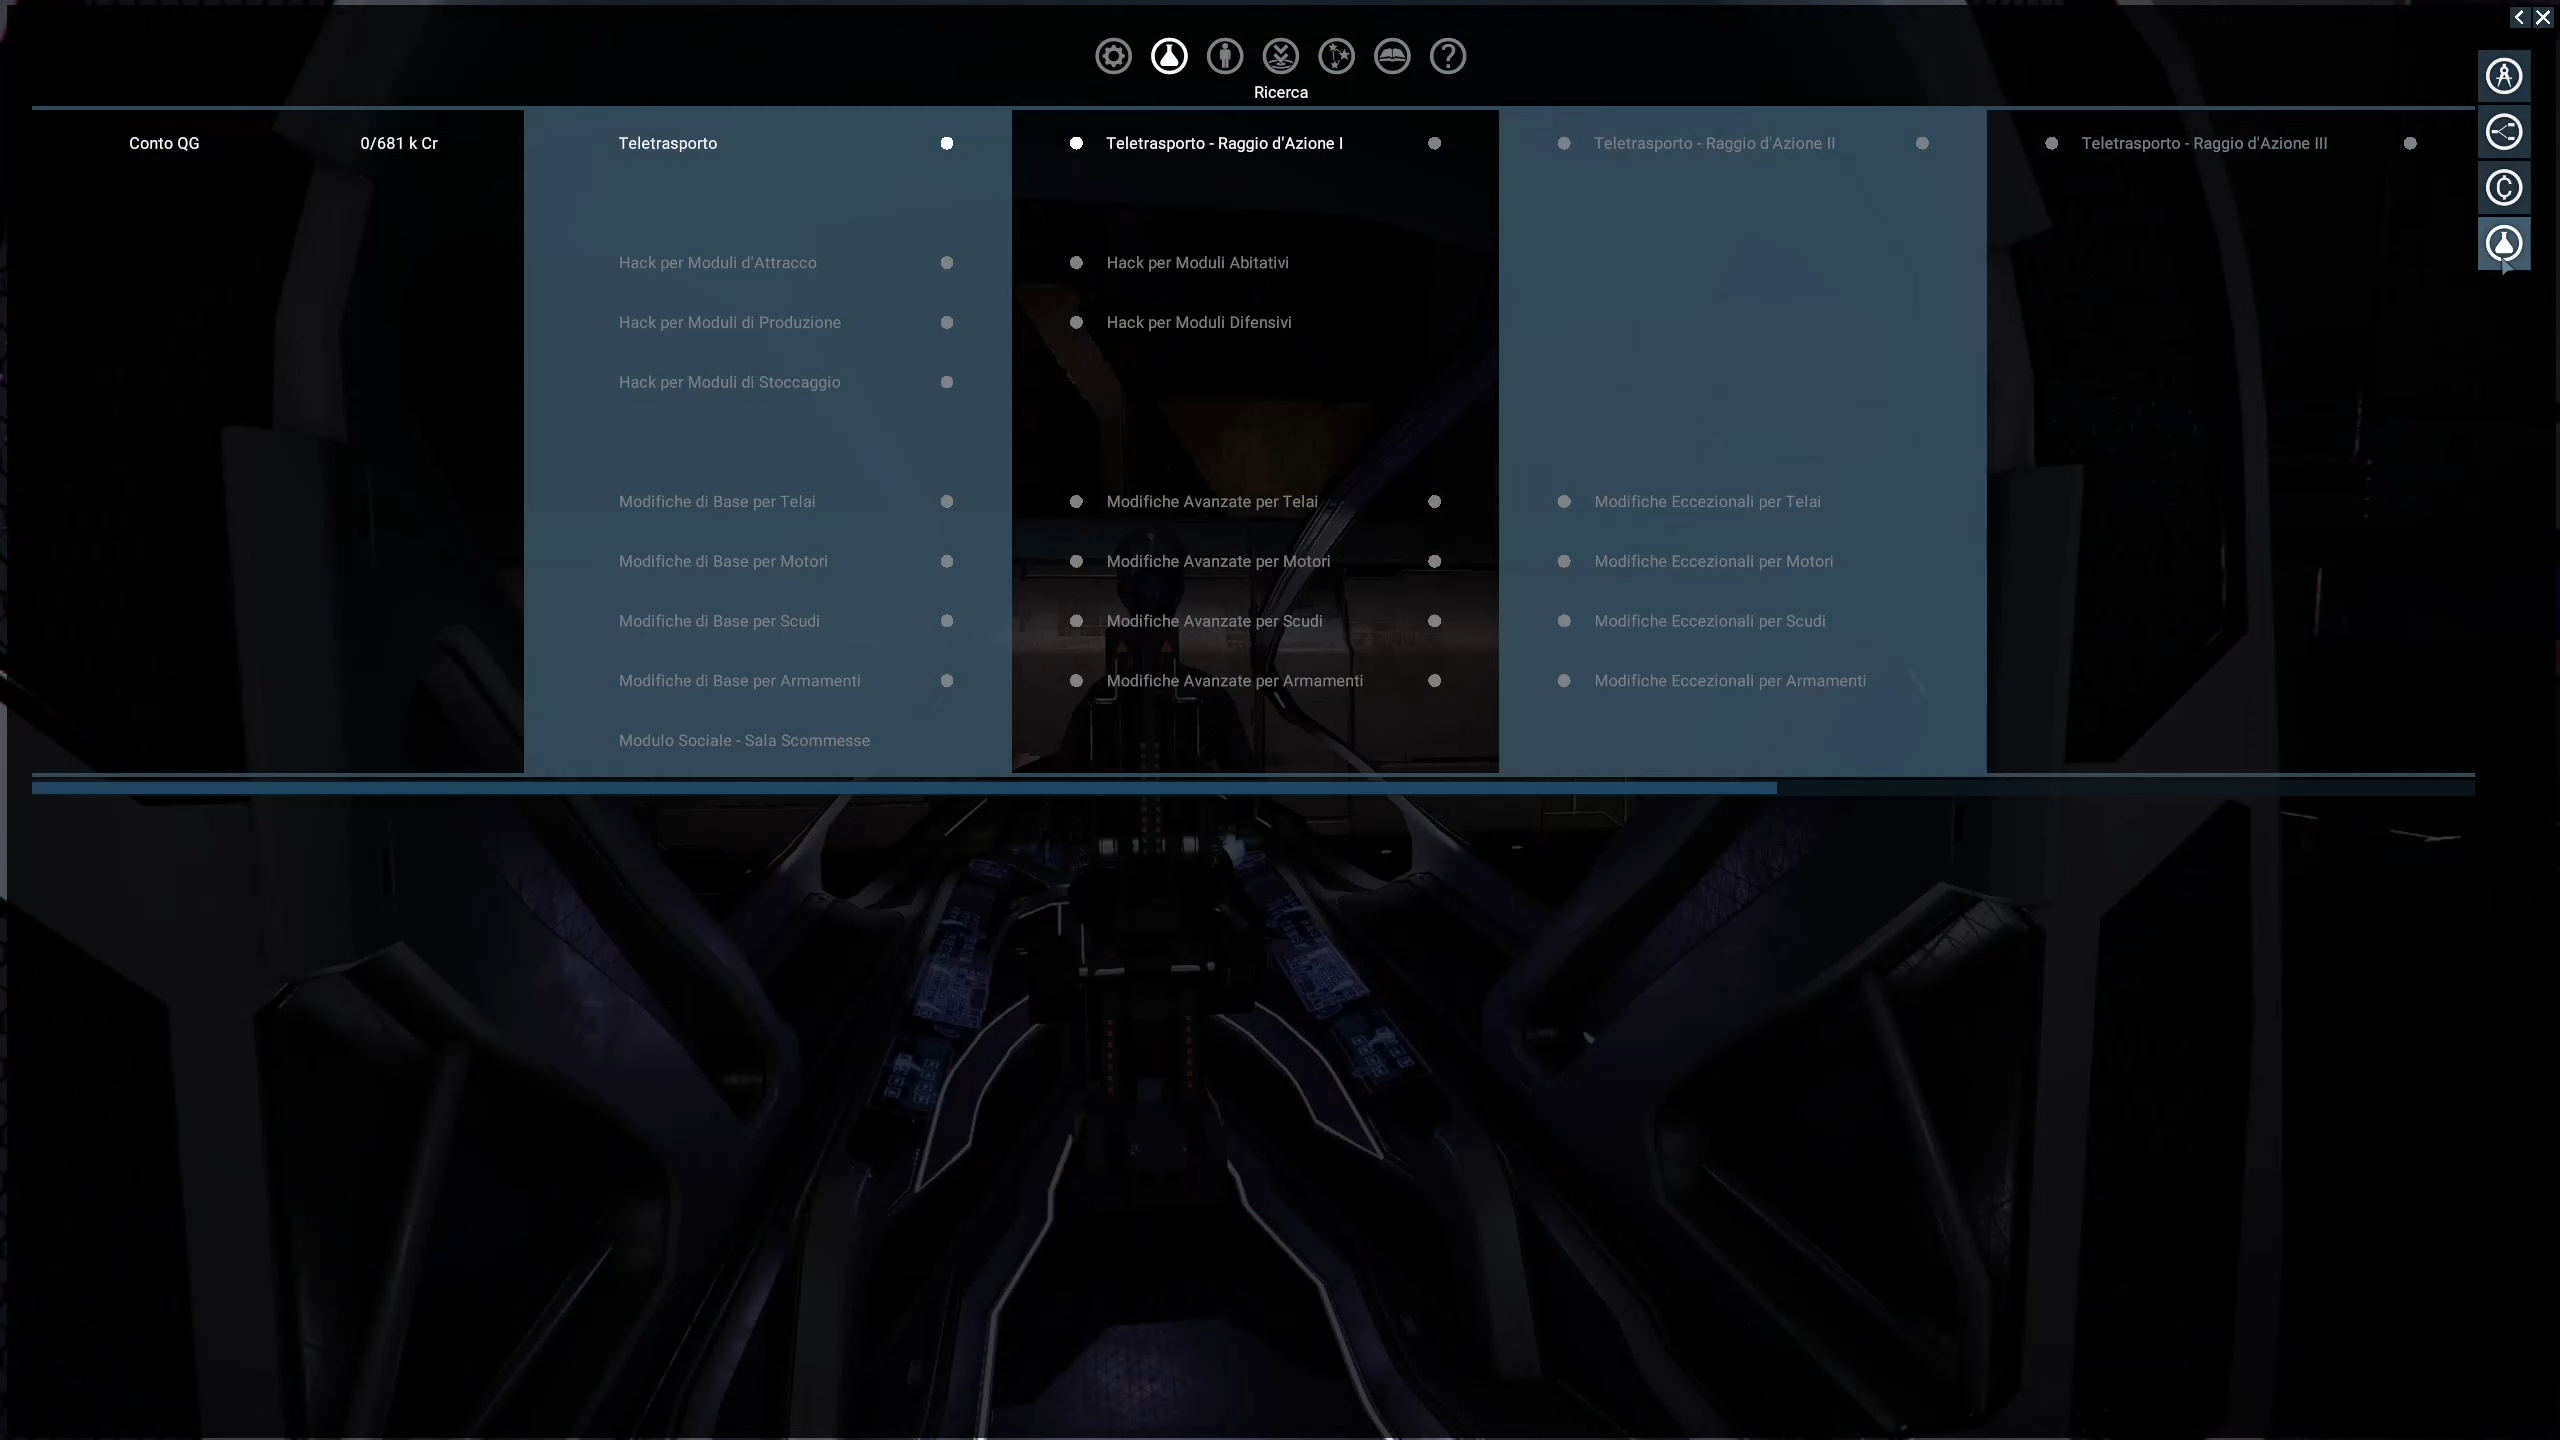 Ricerca
Conto QG 0/681 k Cr
Teletrasporto
Teletrasporto - Raggio d'Azione I
Teletrasporto - Raggio d'Azione II
Teletrasporto - Raggio d'Azione III
Hack per Moduli d'Attracco
Hack per Moduli Abitativi
Hack per Moduli di Produzione
Hack per Moduli Difensivi
Hack per Moduli di Stoccaggio
Modifiche di Base per Telai
Modifiche Avanzate per Telai
Modifiche Eccezionali per Telai
Modifiche di Base per Motori
Modifiche Avanzate per Motori
Modifiche Eccezionali per Motori
Modifiche di Base per Scudi
Modifiche Avanzate per Scudi
Modifiche Eccezionali per Scudi
Modifiche di Base per Armamenti
Modifiche Avanzate per Armamenti
Modifiche Eccezionali per Armamenti
Modulo Sociale - Sala Scommesse